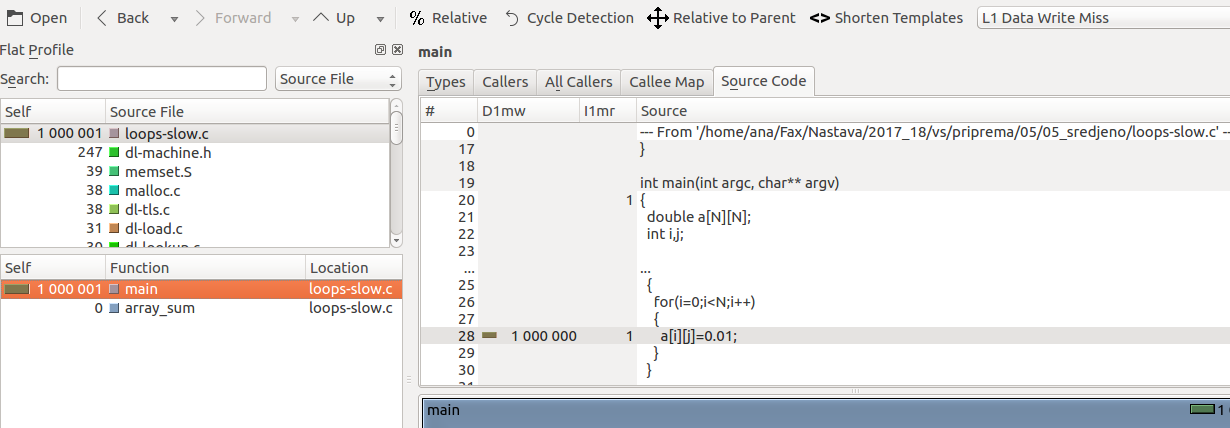 Open Back Forward Up % Relative Cycle Detection Relative to Parent <> Shorten Templates L1 Data Write Miss
Flat Profile
Search: Source File
Self Source File
1 000 001 loops-slow.c
247 dl-machine.h
39 memset.S
38 malloc.c
38 dl-tls.c
31 dl-load.c
30 dl-lookup.c
Self Function Location
1 000 001 main loops-slow.c
0 array_sum loops-slow.c
main
Types Callers All Callers Callee Map Source Code
# D1mw I1mr Source
0 --- From '/home/ana/Fax/Nastava/2017_18/vs/priprema/05/05_sredjeno/loops-slow.c' --
17 }
18
19 int main(int argc, char** argv)
20 1 {
21 double a[N][N];
22 int i,j;
23
... ...
25 {
26 for(i=0;i<N;i++)
27 {
28 1 000 000 1 a[i][j]=0.01;
29 }
30 }
main 1